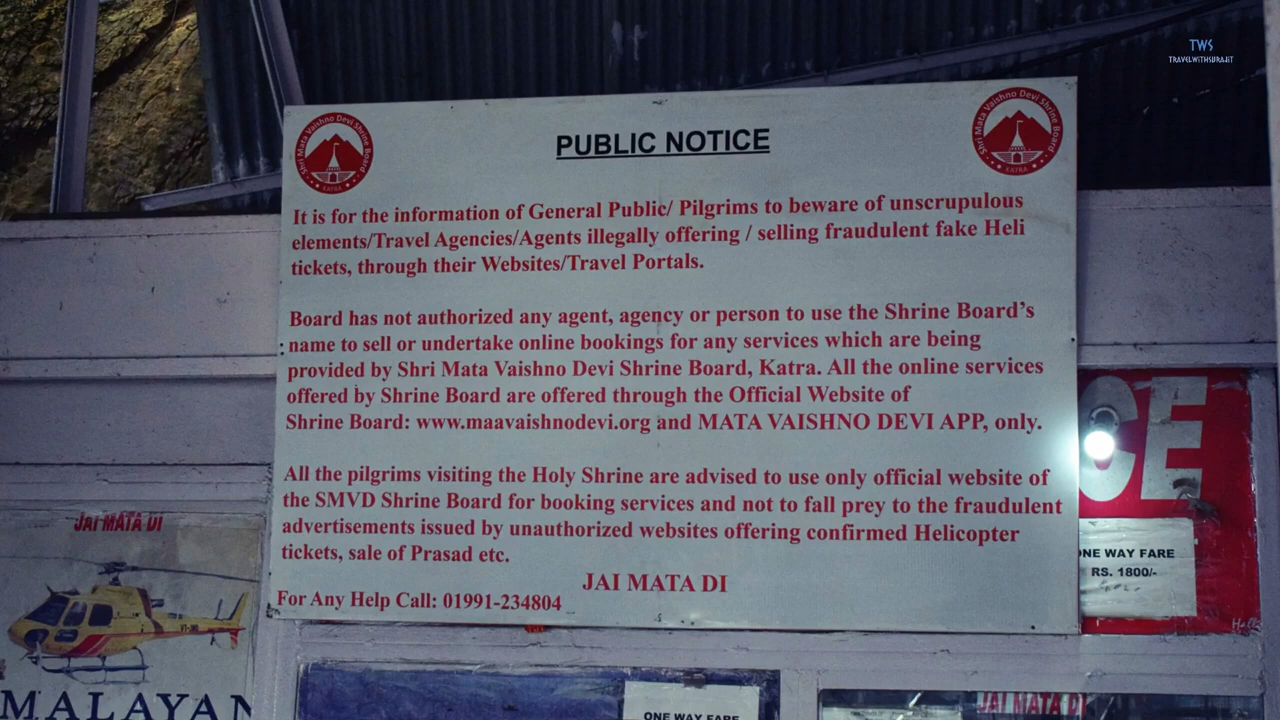 TWS
TRAVELWITHSURAJIT
Shri Mata Vaishno Devi Shrine Board
KATRA
PUBLIC NOTICE
Shri Mata Vaishno Devi Shrine Board
KATRA
It is for the information of General Public/ Pilgrims to beware of unscrupulous
elements/Travel Agencies/Agents illegally offering / selling fraudulent fake Heli
tickets, through their Websites/Travel Portals.
Board has not authorized any agent, agency or person to use the Shrine Board's
name to sell or undertake online bookings for any services which are being
provided by Shri Mata Vaishno Devi Shrine Board, Katra. All the online services
offered by Shrine Board are offered through the Official Website of
Shrine Board: www.maavaishnodevi.org and MATA VAISHNO DEVI APP, only.
All the pilgrims visiting the Holy Shrine are advised to use only official website of
the SMVD Shrine Board for booking services and not to fall prey to the fraudulent
advertisements issued by unauthorized websites offering confirmed Helicopter
tickets, sale of Prasad etc.
JAI MATA DI
For Any Help Call: 01991-234804
CE
ONE WAY FARE
RS. 1800/-
JAI MATA DI
MALAYAN
ONE WAY FARE
JAI MATA DI